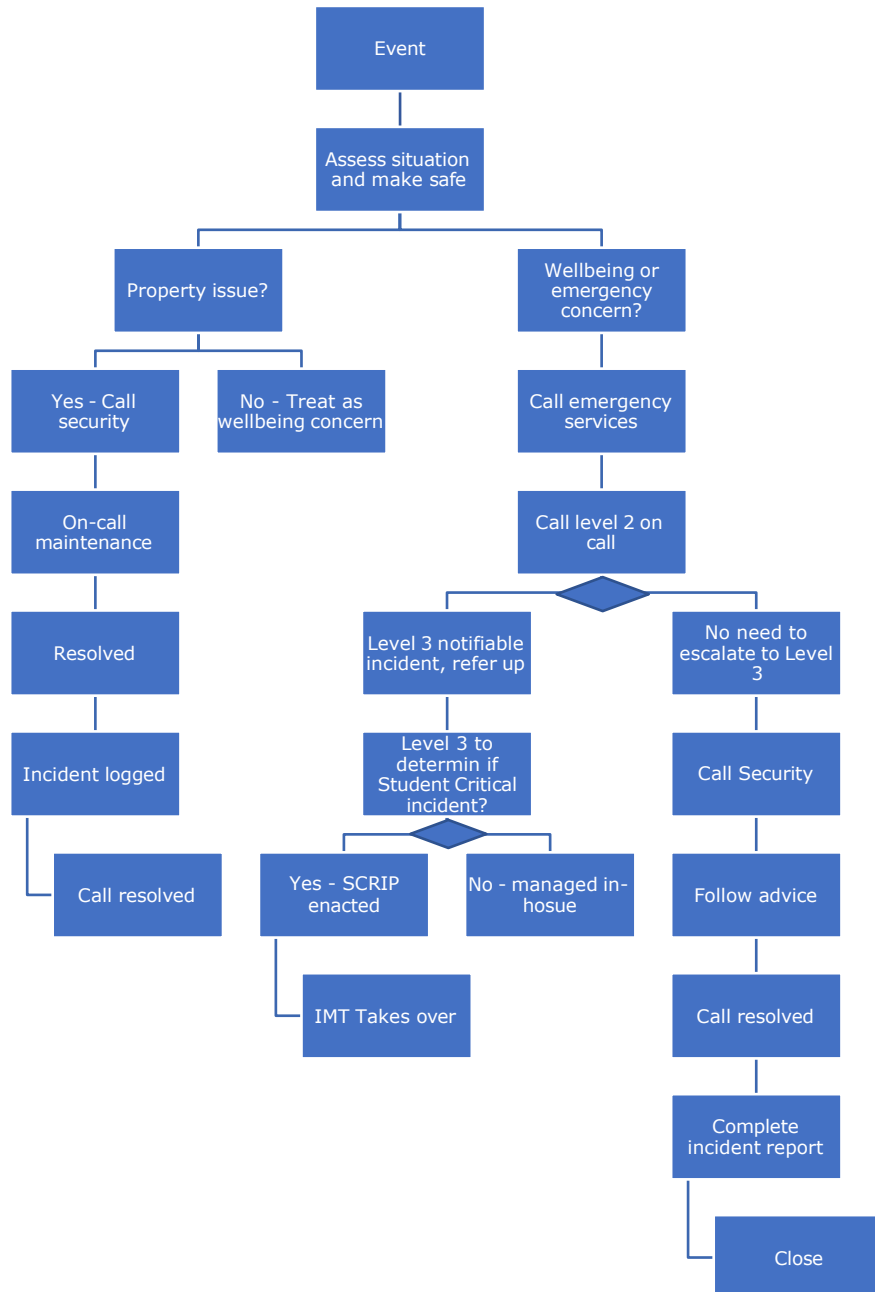 Event
Assess situation
and make safe
Property issue?
Wellbeing or
emergency
concern?
Yes - Call
security
No - Treat as
wellbeing concern
Call emergency
services
On-call
maintenance
Call level 2 on
call
Resolved
Level 3 notifiable
incident, refer up
No need to
escalate to Level
3
Incident logged
Level 3 to
determin if
Student Critical
incident?
Call Security
Call resolved
Yes - SCRIP
enacted
No - managed in-
hosue
Follow advice
IMT Takes over
Call resolved
Complete
incident report
Close